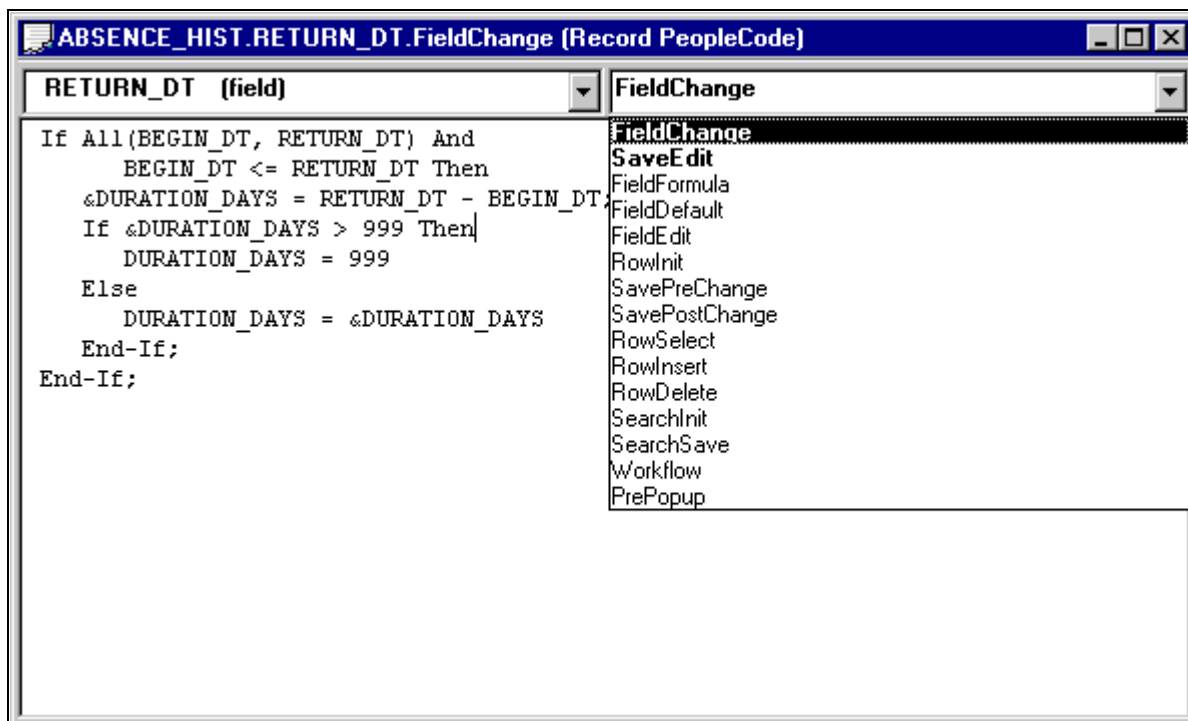 ABSENCE_HIST.RETURN_DT.FieldChange (Record PeopleCode)
RETURN_DT (field)
FieldChange
If All(BEGIN_DT, RETURN_DT) And
BEGIN_DT <= RETURN_DT Then
&DURATION_DAYS = RETURN_DT - BEGIN_DT;
If &DURATION_DAYS > 999 Then
DURATION_DAYS = 999
Else
DURATION_DAYS = &DURATION_DAYS
End-If;
End-If;
FieldChange
SaveEdit
FieldFormula
FieldDefault
FieldEdit
RowInit
SavePreChange
SavePostChange
RowSelect
RowInsert
RowDelete
SearchInit
SearchSave
Workflow
PrePopup